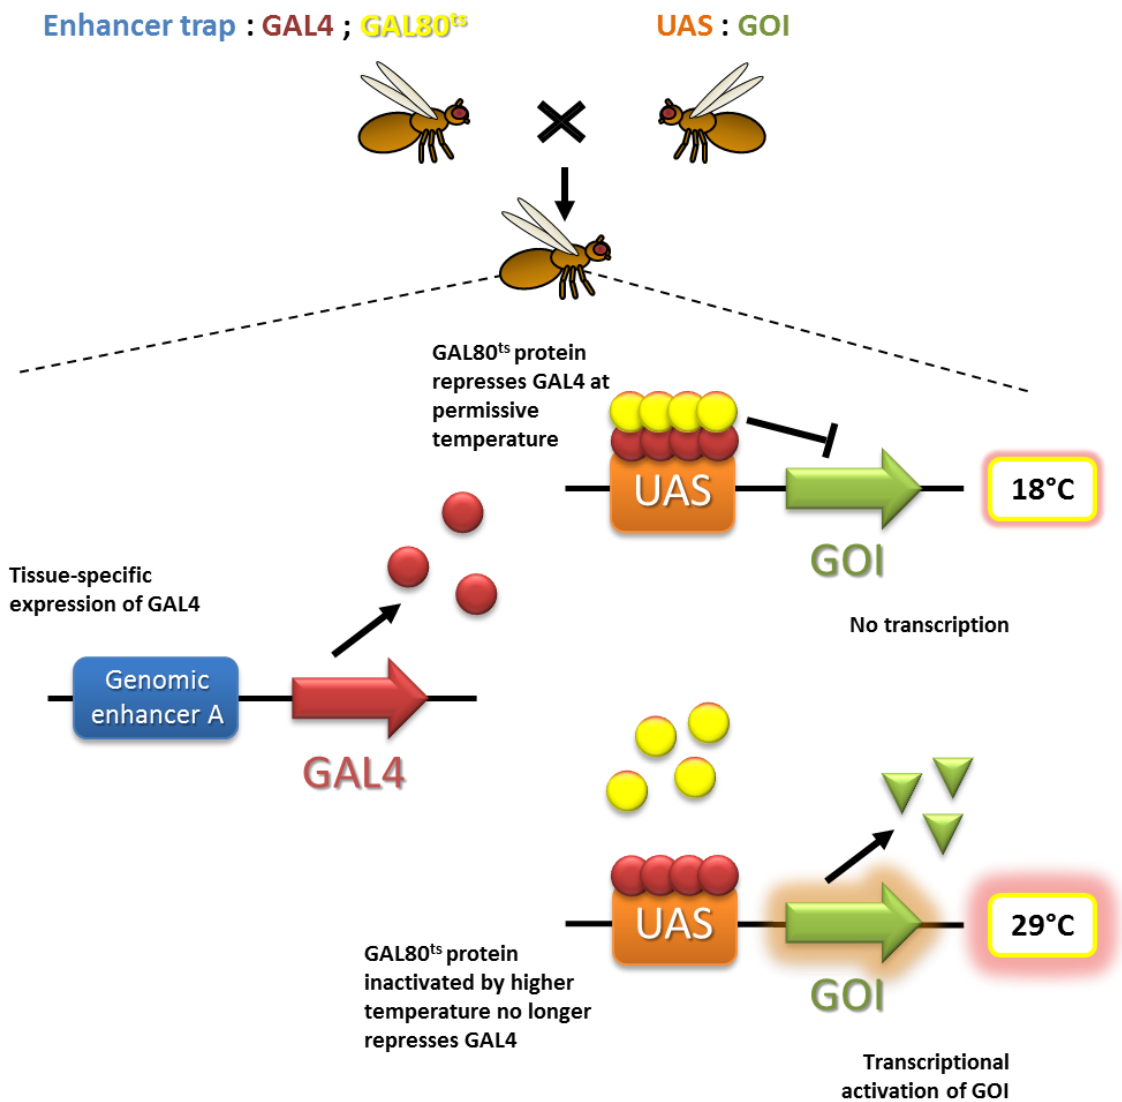 Enhancer trap : GAL4 ; GAL80ts
UAS : GOI
GAL80ts protein
represses GAL4 at
permissive
temperature
UAS
GOI
18°C
No transcription
Tissue-specific
expression of GAL4
Genomic
enhancer A
GAL4
UAS
GOI
29°C
GAL80ts protein
inactivated by higher
temperature no longer
represses GAL4
Transcriptional
activation of GOI